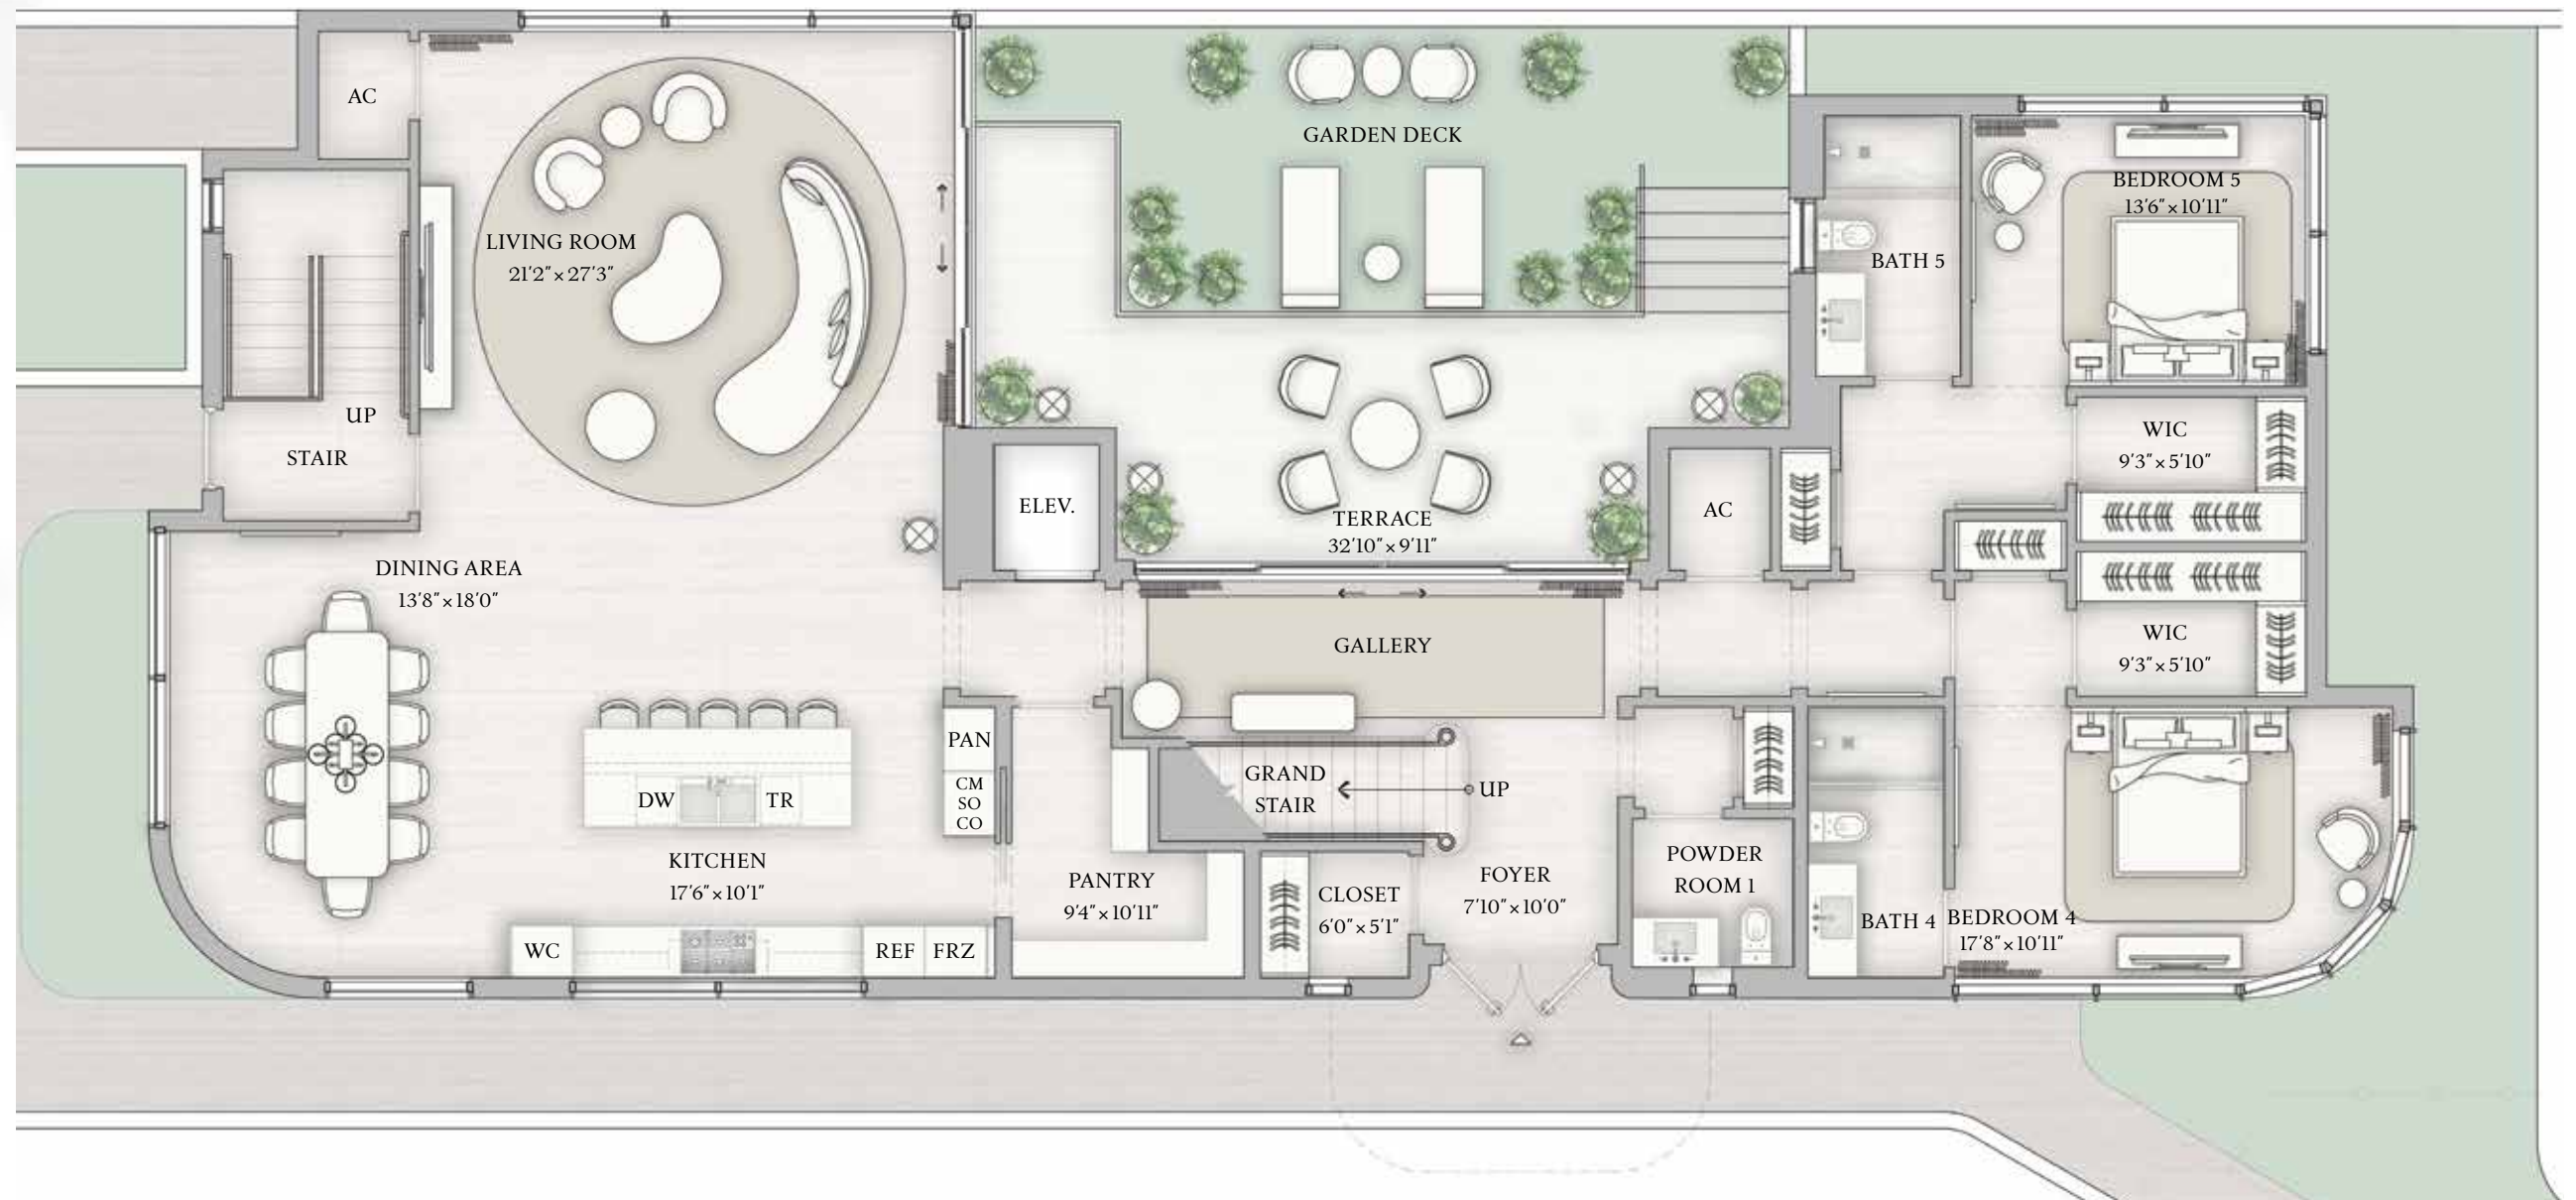 AC
GARDEN DECK
LIVING ROOM
21'2"×27'3"
UP
STAIR
BEDROOM 5
13'6"×10'11"
BATH 5
WIC
9'3"×5'10"
ELEV.
TERRACE
32'10"×9'11"
AC
DINING AREA
13'8"×18'0"
GALLERY
WIC
9'3"×5'10"
PAN
CM
SO
CO
DW
TR
KITCHEN
17'6"×10'1"
WC
REF
FRZ
PANTRY
9'4"×10'11"
GRAND
STAIR
UP
CLOSET
6'0"×5'1"
FOYER
7'10"×10'0"
POWDER
ROOM 1
BATH 4
BEDROOM 4
17'8"×10'11"